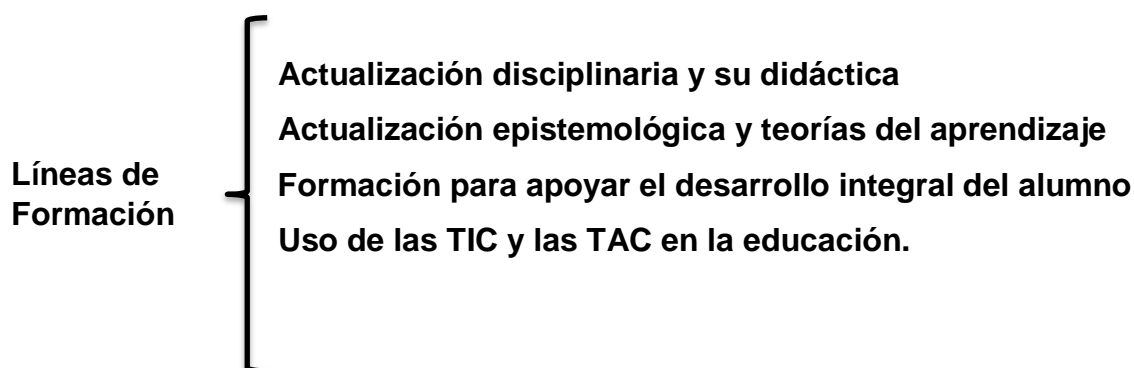 Líneas de
Formación
Actualización disciplinaria y su didáctica
Actualización epistemológica y teorías del aprendizaje
Formación para apoyar el desarrollo integral del alumno
Uso de las TIC y las TAC en la educación.